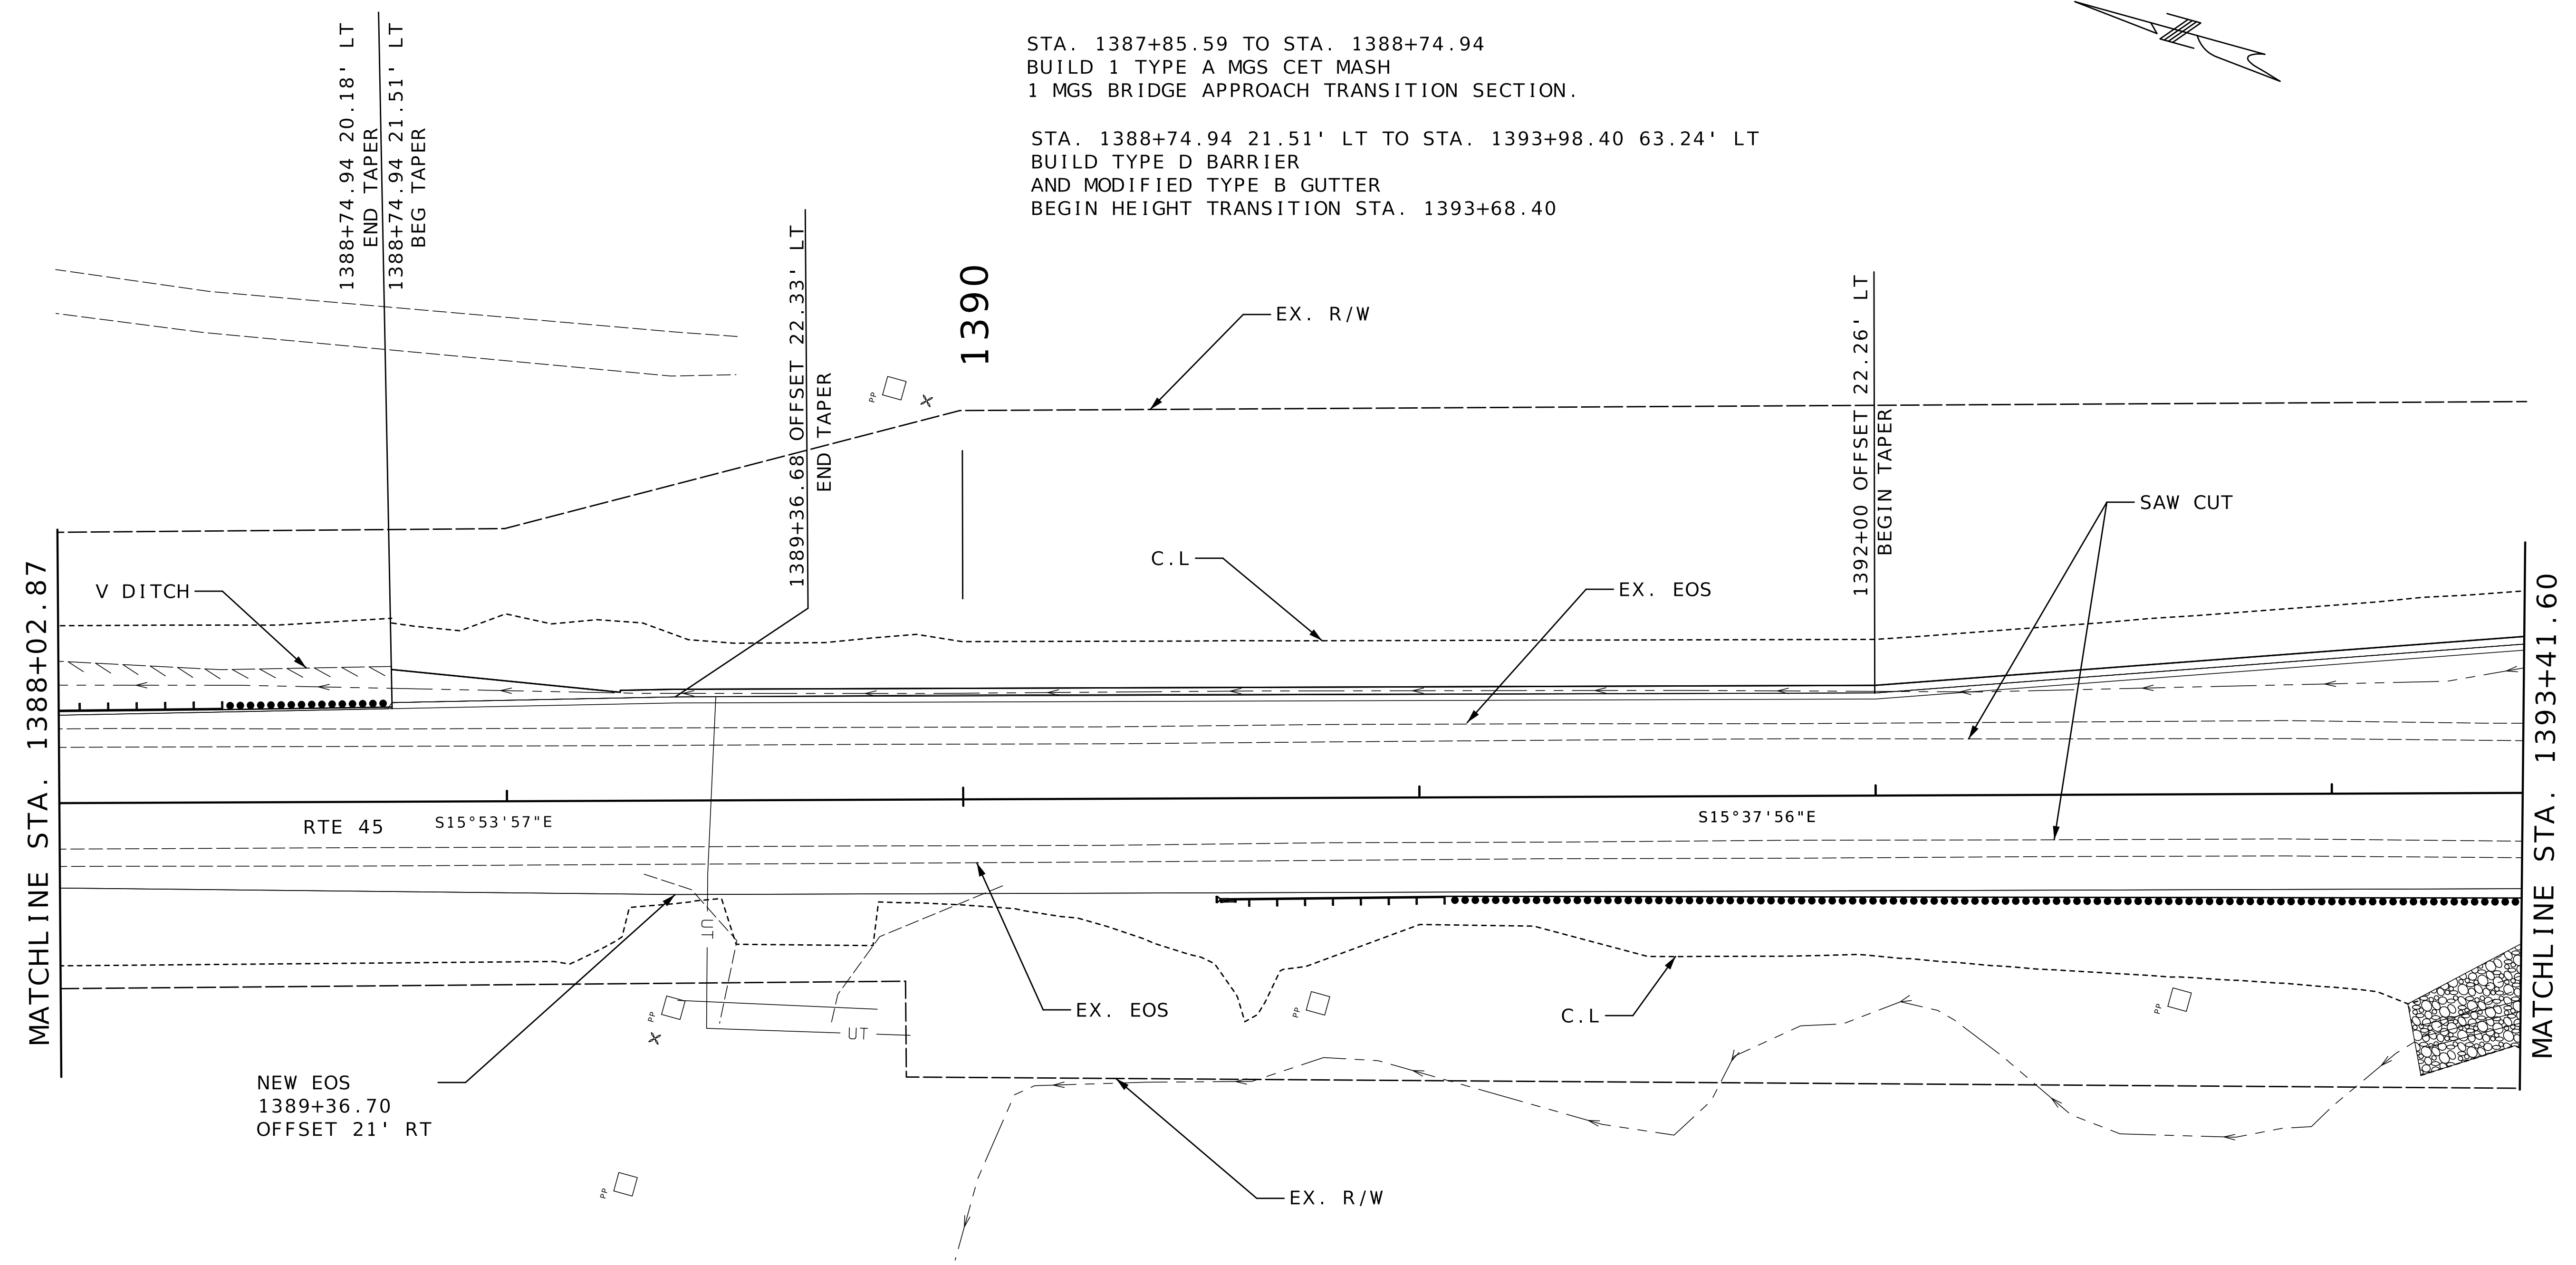 STA. 1387+85.59 TO STA. 1388+74.94
BUILD 1 TYPE A MGS CET MASH
1 MGS BRIDGE APPROACH TRANSITION SECTION.
STA. 1388+74.94 21.51' LT TO STA. 1393+98.40 63.24' LT
BUILD TYPE D BARRIER
AND MODIFIED TYPE B GUTTER
BEGIN HEIGHT TRANSITION STA. 1393+68.40
1388+74.94 20.18' LT
END TAPER
1388+74.94 21.51' LT
BEG TAPER
1389+36.68 OFFSET 22.33' LT
END TAPER
PP
1390
EX. R/W
1392+00 OFFSET 22.26' LT
BEGIN TAPER
SAW CUT
C.L
EX. EOS
V DITCH
MATCHLINE STA. 1388+02.87
MATCHLINE STA. 1393+41.60
RTE 45
S15°53'57"E
S15°37'56"E
UT
PP
UT
EX. EOS
PP
C.L
PP
NEW EOS
1389+36.70
OFFSET 21' RT
PP
EX. R/W